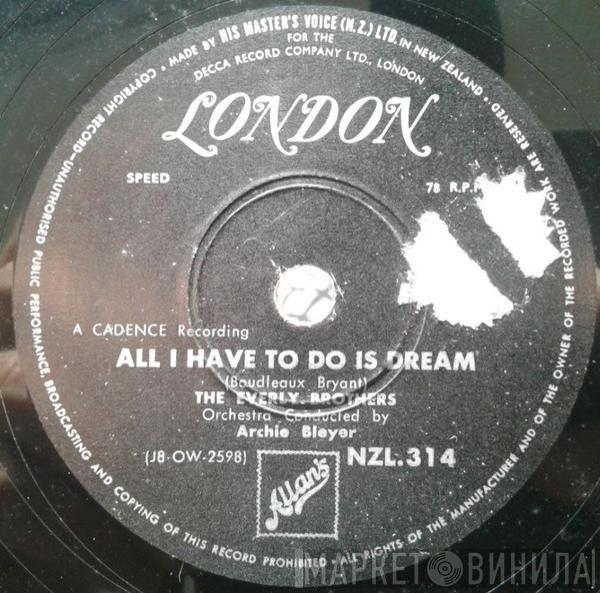 COPYRIGHT RECORD—UNAUTHORISED PUBLIC PERFORMANCE, BROADCASTING AND COPYING OF THIS RECORD PROHIBITED • ALL RIGHTS OF THE MANUFACTURER AND OF THE OWNER OF THE RECORDED WORK ARE RESERVED •
MADE BY HIS MASTER'S VOICE (N.Z.) LTD. IN NEW ZEALAND •
FOR THE
DECCA RECORD COMPANY LTD., LONDON
LONDON
SPEED
78 R.P.
A CADENCE Recording
ALL I HAVE TO DO IS DREAM
(Boudleaux Bryant)
THE EVERLY BROTHERS
Orchestra Conducted by
Archie Bleyer
(J8-OW-2598)
NZL.314
Allan's
МАРКЕТ ВИНИЛА